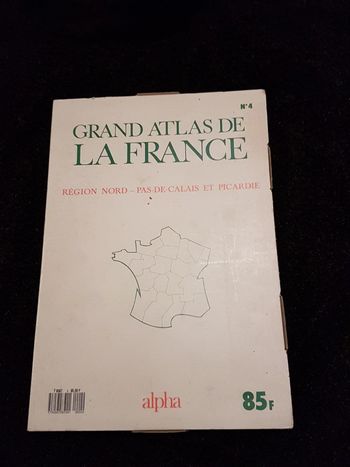 N°4
GRAND ATLAS DE
LA FRANCE
RÉGION NORD - PAS-DE-CALAIS ET PICARDIE
alpha
85F